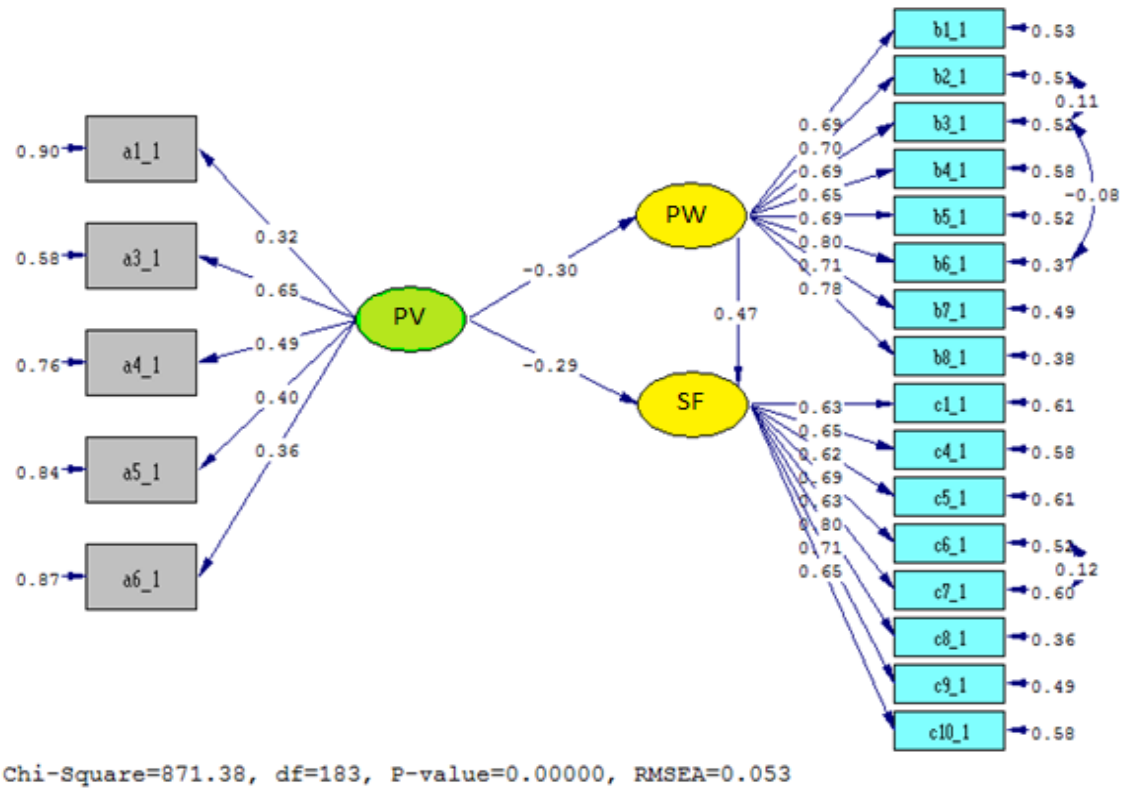 b1_1
0.53
b2_1
0.51
0.11
b3_1
0.52
b4_1
0.58
-0.08
b5_1
0.52
b6_1
0.37
b7_1
0.49
b8_1
0.38
0.69
0.70
0.69
0.65
0.69
0.80
0.71
0.78
PW
0.90
a1_1
0.32
0.58
a3_1
0.65
0.76
a4_1
0.49
0.84
a5_1
0.40
0.87
a6_1
0.36
PV
-0.30
-0.29
0.47
SF
0.63
0.65
0.62
0.69
0.63
0.80
0.71
0.65
c1_1
0.61
c4_1
0.58
c5_1
0.61
c6_1
0.52
0.12
c7_1
0.60
c8_1
0.36
c9_1
0.49
c10_1
0.58
Chi-Square=871.38, df=183, P-value=0.00000, RMSEA=0.053